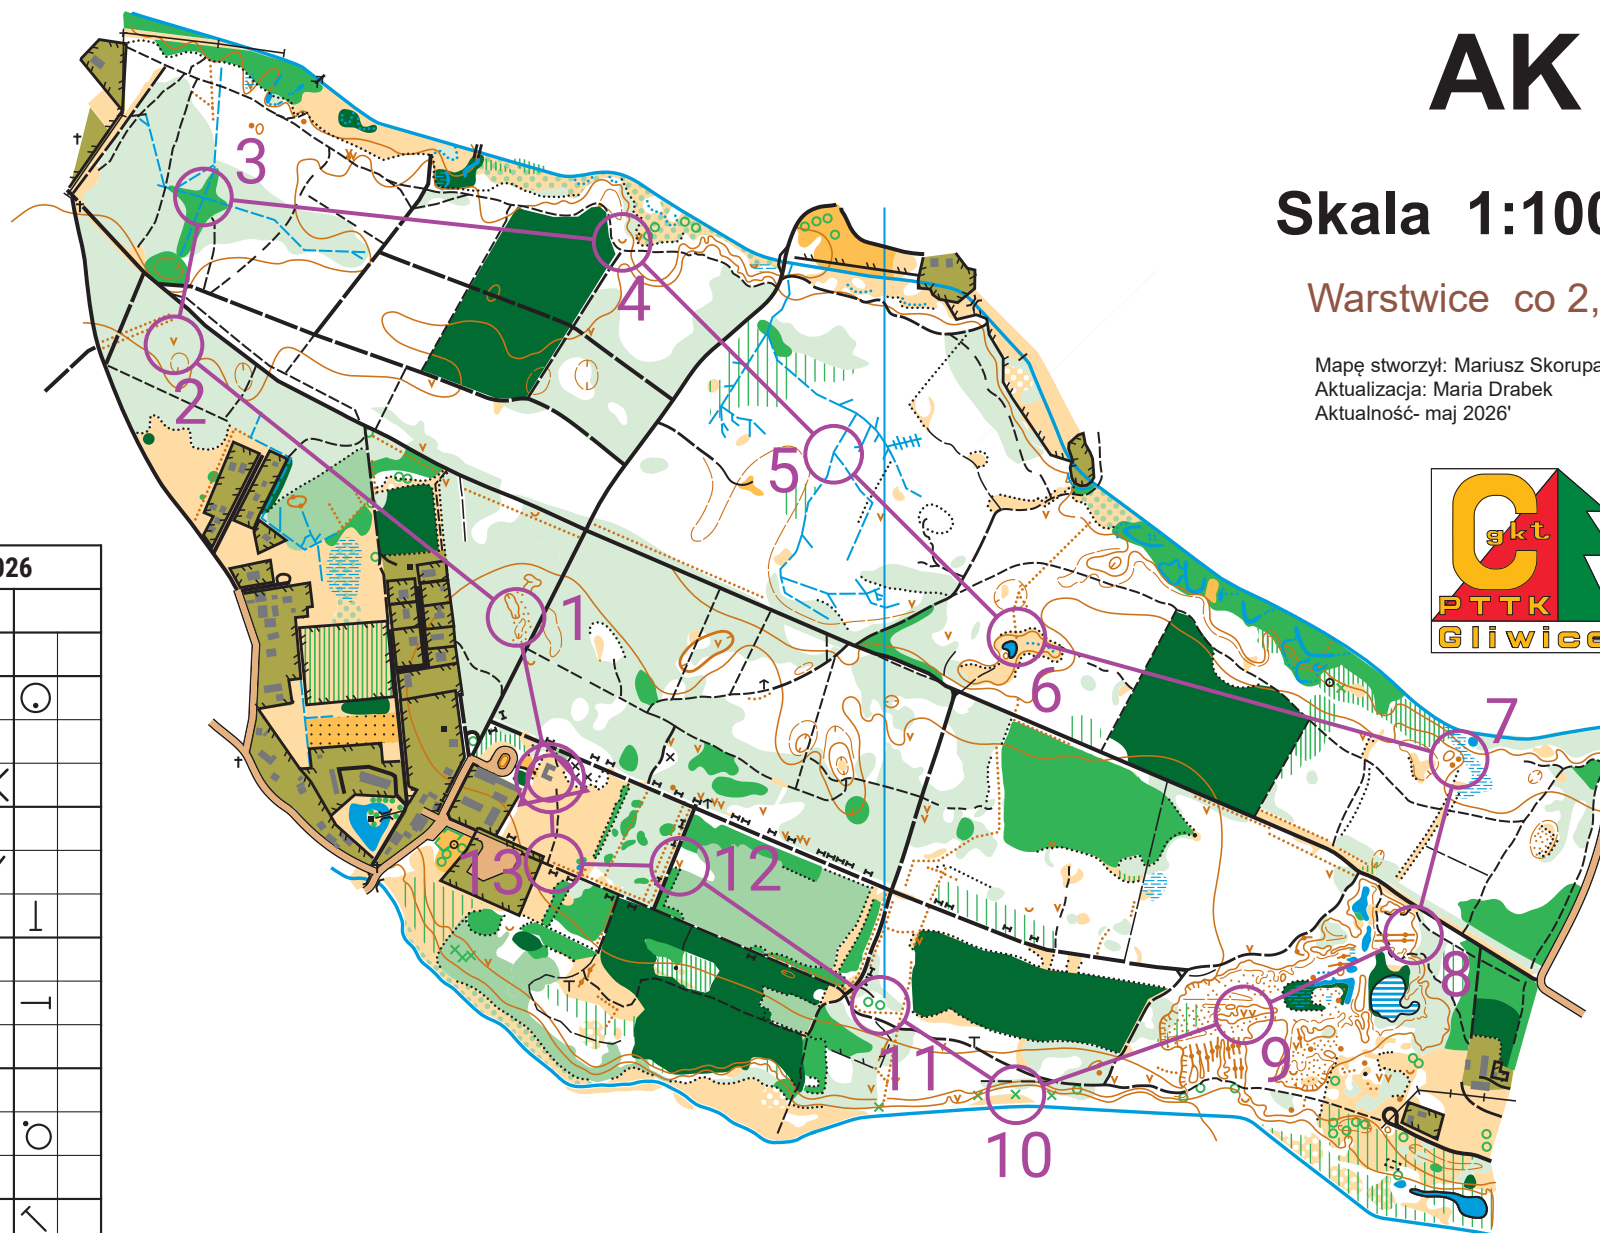 AK
Skala 1:100
Warstwice co 2,
Mapę stworzył: Mariusz Skorupa
Aktualizacja: Maria Drabek
Aktualność- maj 2026'
C
gkt
PTTK
Gliwice
026
3
4
2
5
1
6
7
12
13
8
9
11
10